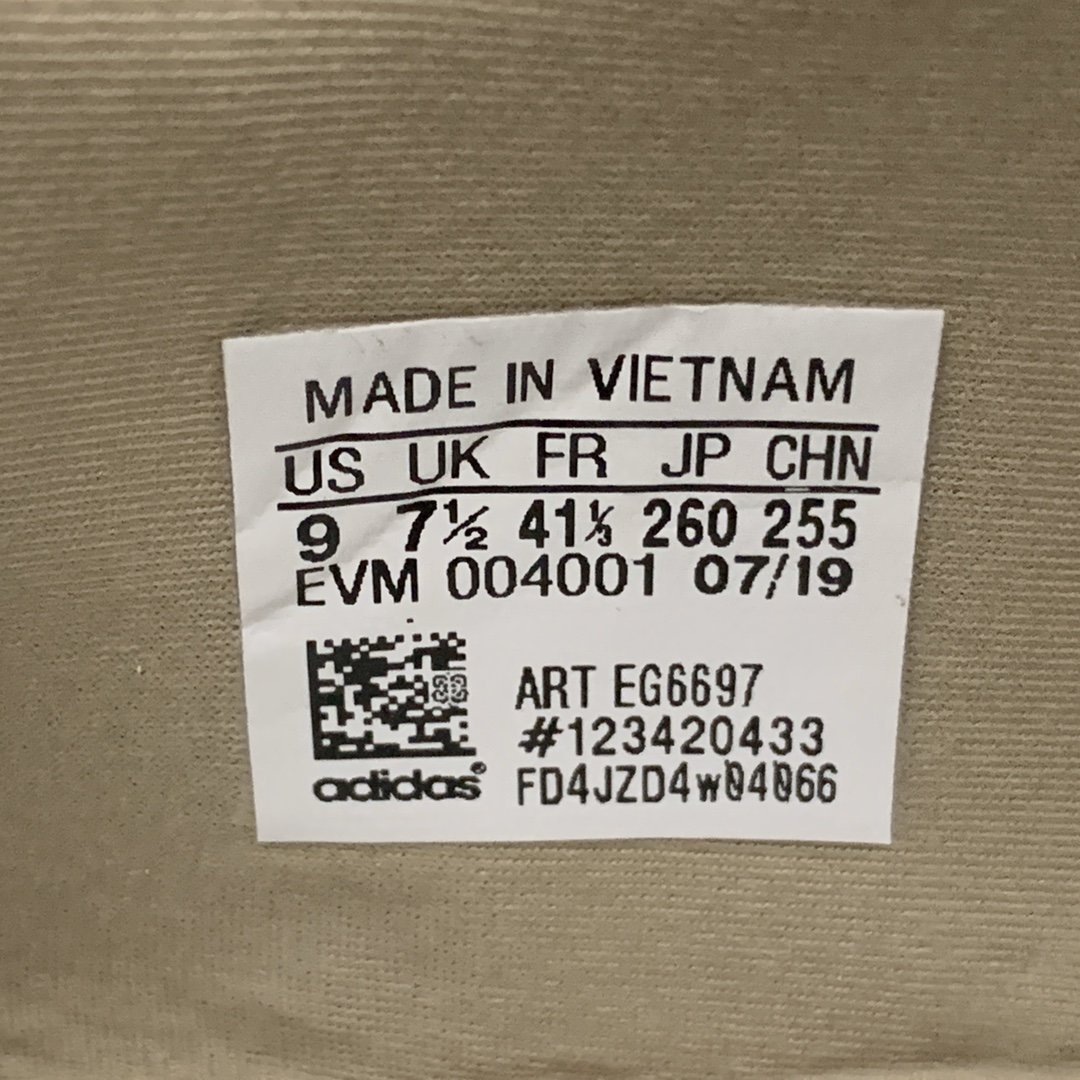 MADE IN VIETNAM
US UK FR JP CHN
9 7½ 41⅓ 260 255
EVM 004001 07/19
ART EG6697
#123420433
adidas® FD4JZD4w04066